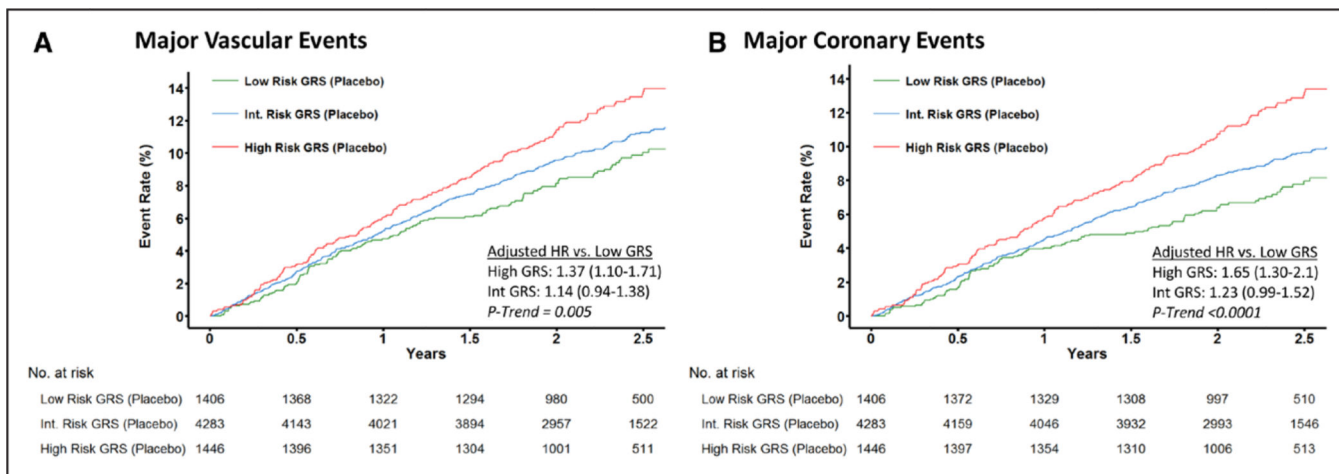 A Major Vascular Events
Low Risk GRS (Placebo)
Int. Risk GRS (Placebo)
High Risk GRS (Placebo)
Event Rate (%)
14
12
10
8
6
4
2
0
Adjusted HR vs. Low GRS
High GRS: 1.37 (1.10-1.71)
Int GRS: 1.14 (0.94-1.38)
P-Trend = 0.005
0 0.5 1 1.5 2 2.5
Years
No. at risk
Low Risk GRS (Placebo) 1406 1368 1322 1294 980 500
Int. Risk GRS (Placebo) 4283 4143 4021 3894 2957 1522
High Risk GRS (Placebo) 1446 1396 1351 1304 1001 511
B Major Coronary Events
Low Risk GRS (Placebo)
Int. Risk GRS (Placebo)
High Risk GRS (Placebo)
Event Rate (%)
14
12
10
8
6
4
2
0
Adjusted HR vs. Low GRS
High GRS: 1.65 (1.30-2.1)
Int GRS: 1.23 (0.99-1.52)
P-Trend <0.0001
0 0.5 1 1.5 2 2.5
Years
No. at risk
Low Risk GRS (Placebo) 1406 1372 1329 1308 997 510
Int. Risk GRS (Placebo) 4283 4159 4046 3932 2993 1546
High Risk GRS (Placebo) 1446 1397 1354 1310 1006 513